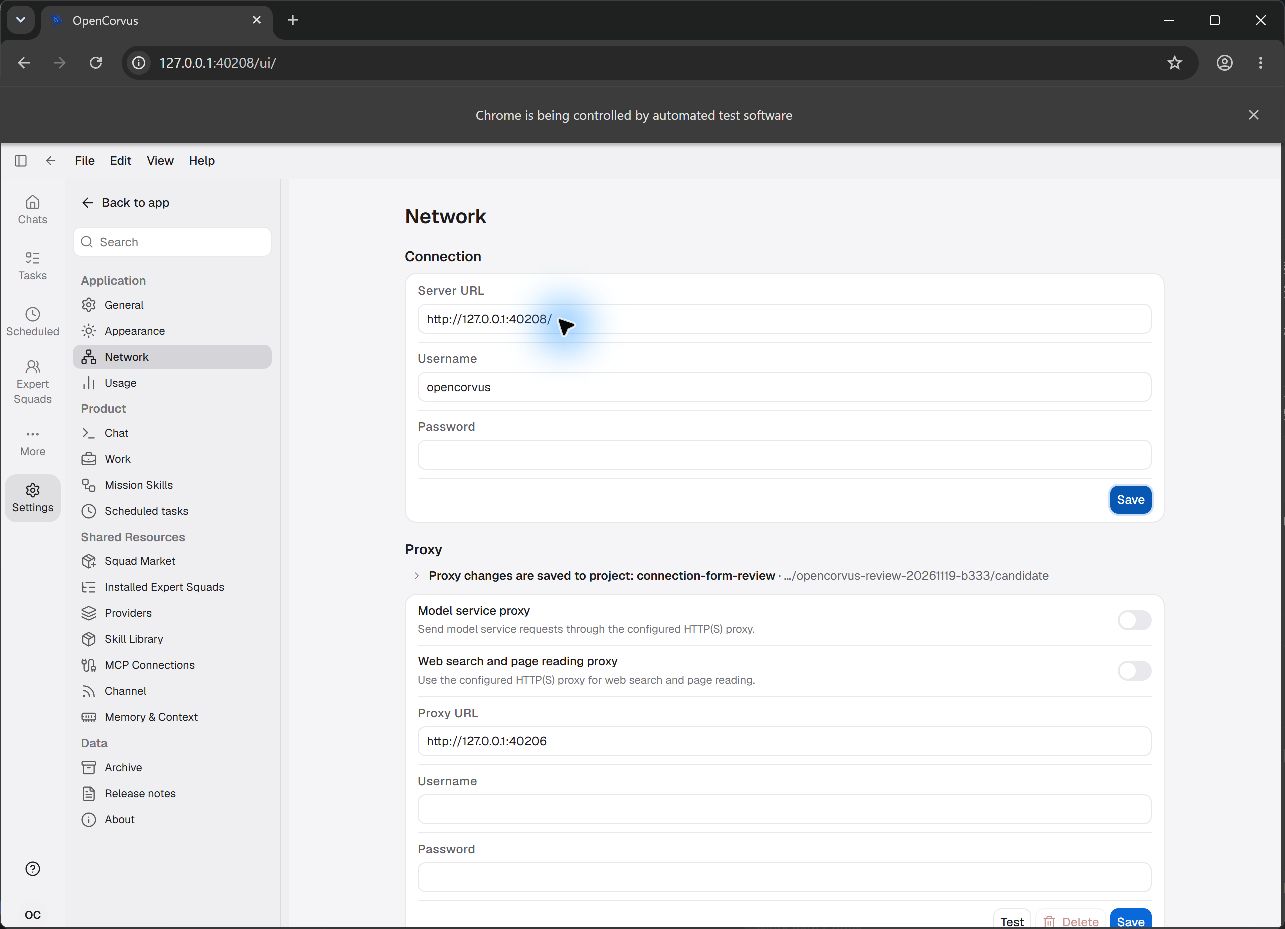 OpenCorvus
127.0.0.1:40208/ui/
Chrome is being controlled by automated test software
File Edit View Help
Chats
Tasks
Scheduled
Expert
Squads
More
Settings
OC
Back to app
Search
Application
General
Appearance
Network
Usage
Product
Chat
Work
Mission Skills
Scheduled tasks
Shared Resources
Squad Market
Installed Expert Squads
Providers
Skill Library
MCP Connections
Channel
Memory & Context
Data
Archive
Release notes
About
Network
Connection
Server URL
http://127.0.0.1:40208/
Username
opencorvus
Password
Save
Proxy
Proxy changes are saved to project: connection-form-review · .../opencorvus-review-20261119-b333/candidate
Model service proxy
Send model service requests through the configured HTTP(S) proxy.
Web search and page reading proxy
Use the configured HTTP(S) proxy for web search and page reading.
Proxy URL
http://127.0.0.1:40206
Username
Password
Test Delete Save